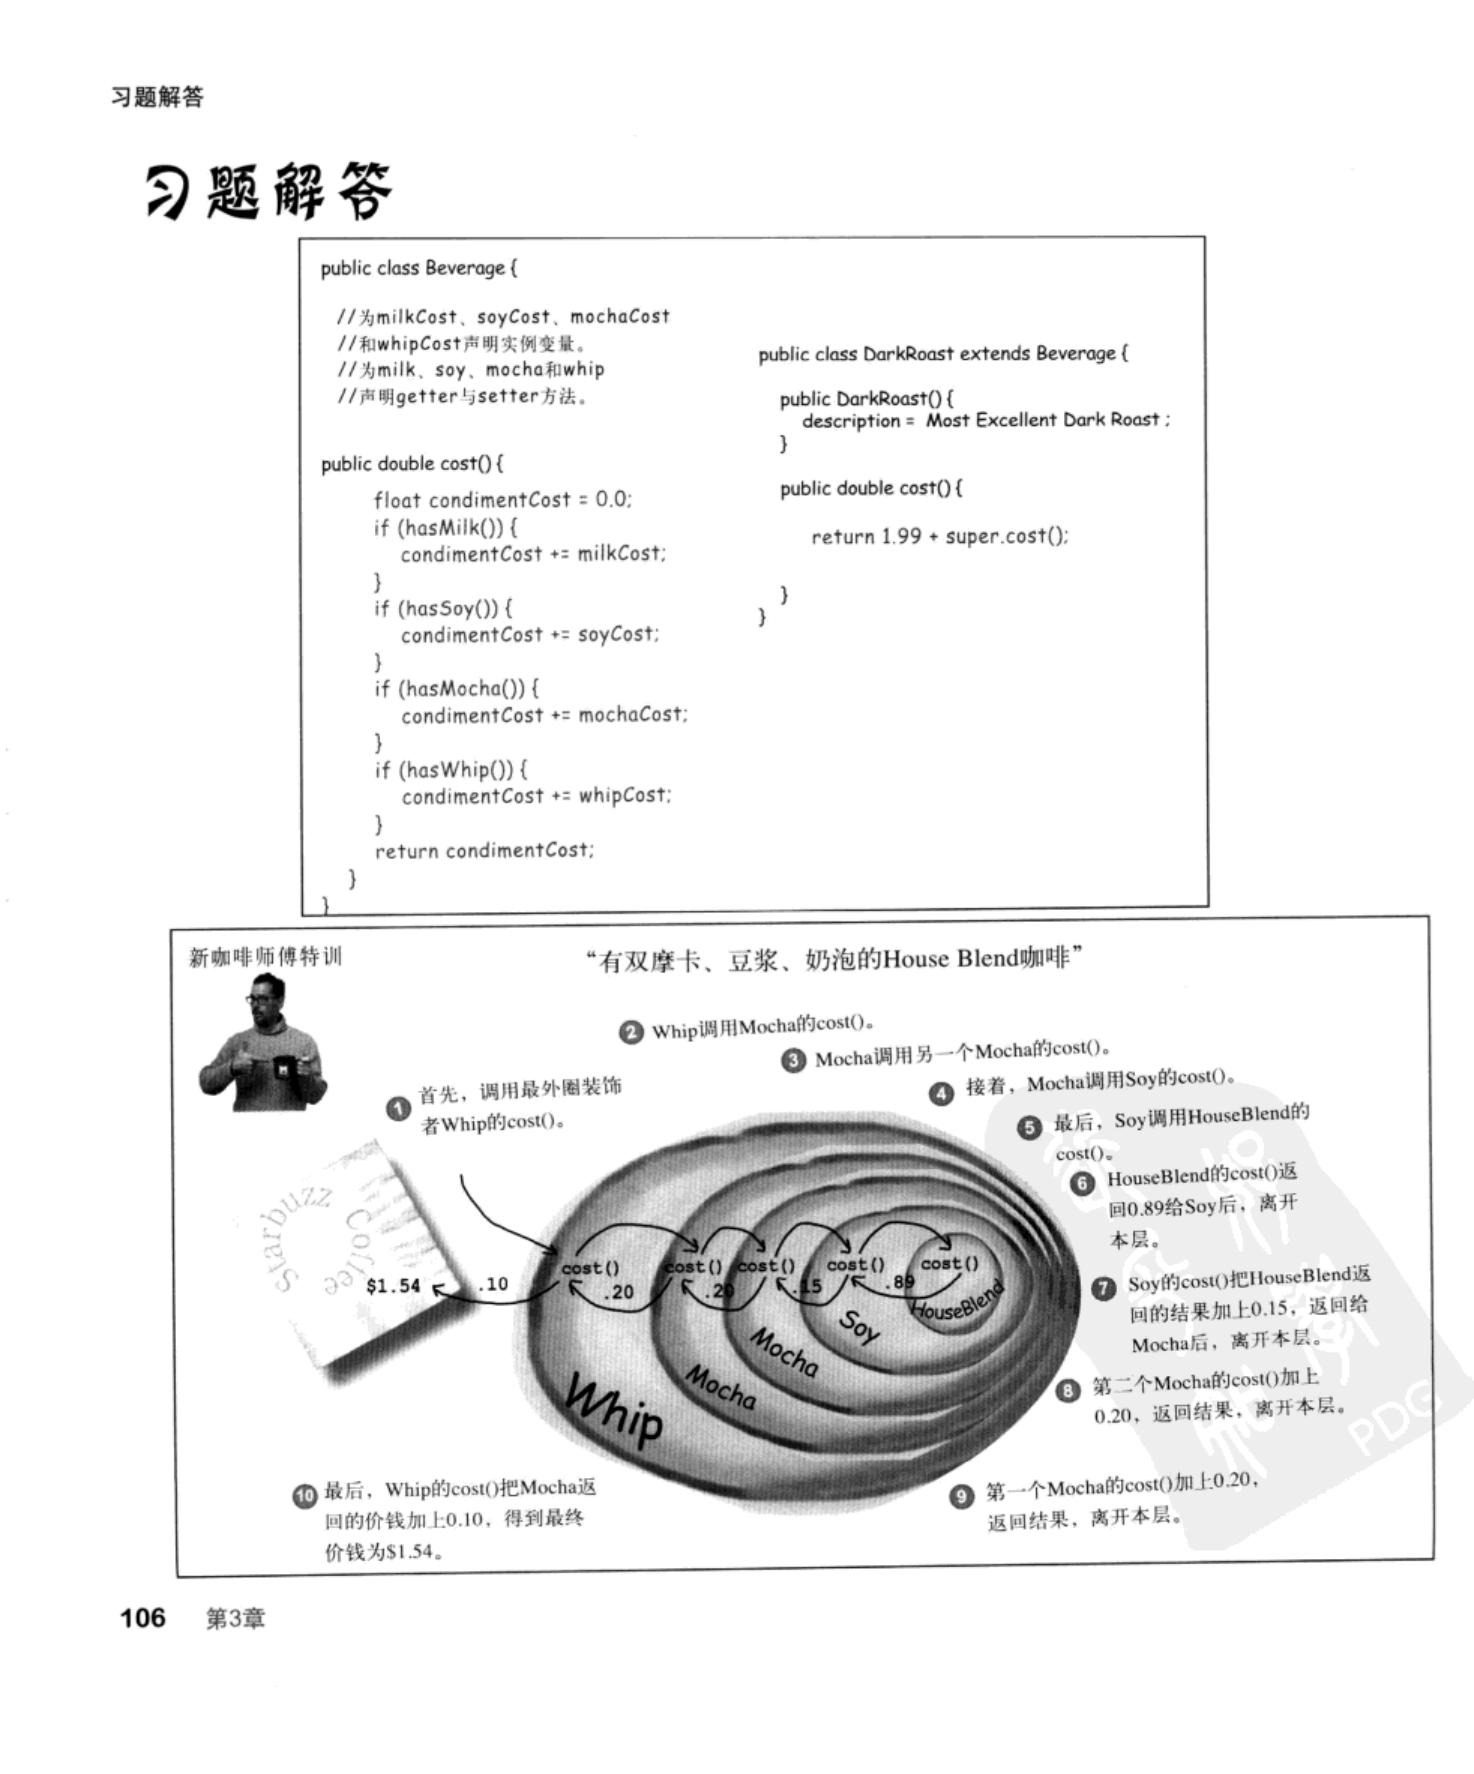 习题解答
习题解答
public class Beverage {
//为milkCost、soyCost、mochaCost
//和whipCost声明实例变量。
//为milk、soy、mocha和whip
//声明getter与setter方法。
public double cost() {
float condimentCost = 0.0;
if (hasMilk()) {
condimentCost += milkCost;
}
if (hasSoy()) {
condimentCost += soyCost;
}
if (hasMocha()) {
condimentCost += mochaCost;
}
if (hasWhip()) {
condimentCost += whipCost;
}
return condimentCost;
}
}
public class DarkRoast extends Beverage {
public DarkRoast() {
description = Most Excellent Dark Roast ;
}
public double cost() {
return 1.99 + super.cost();
}
}
新咖啡师傅特训
“有双摩卡、豆浆、奶泡的House Blend咖啡”
2 Whip调用Mocha的cost()。
3 Mocha调用另一个Mocha的cost()。
4 接着，Mocha调用Soy的cost()。
1 首先，调用最外圈装饰
者Whip的cost()。
5 最后，Soy调用HouseBlend的
cost()。
6 HouseBlend的cost()返
回0.89给Soy后，离开
本层。
Starbuzz Coffee
$1.54
.10
cost()
.20
cost()
.20
cost()
.15
cost()
.89
cost()
HouseBlend
Soy
Mocha
Mocha
Whip
7 Soy的cost()把HouseBlend返
回的结果加上0.15，返回给
Mocha后，离开本层。
8 第二个Mocha的cost()加上
0.20，返回结果，离开本层。
9 第一个Mocha的cost()加上0.20，
返回结果，离开本层。
10 最后，Whip的cost()把Mocha返
回的价钱加上0.10，得到最终
价钱为$1.54。
PDG
106 第3章